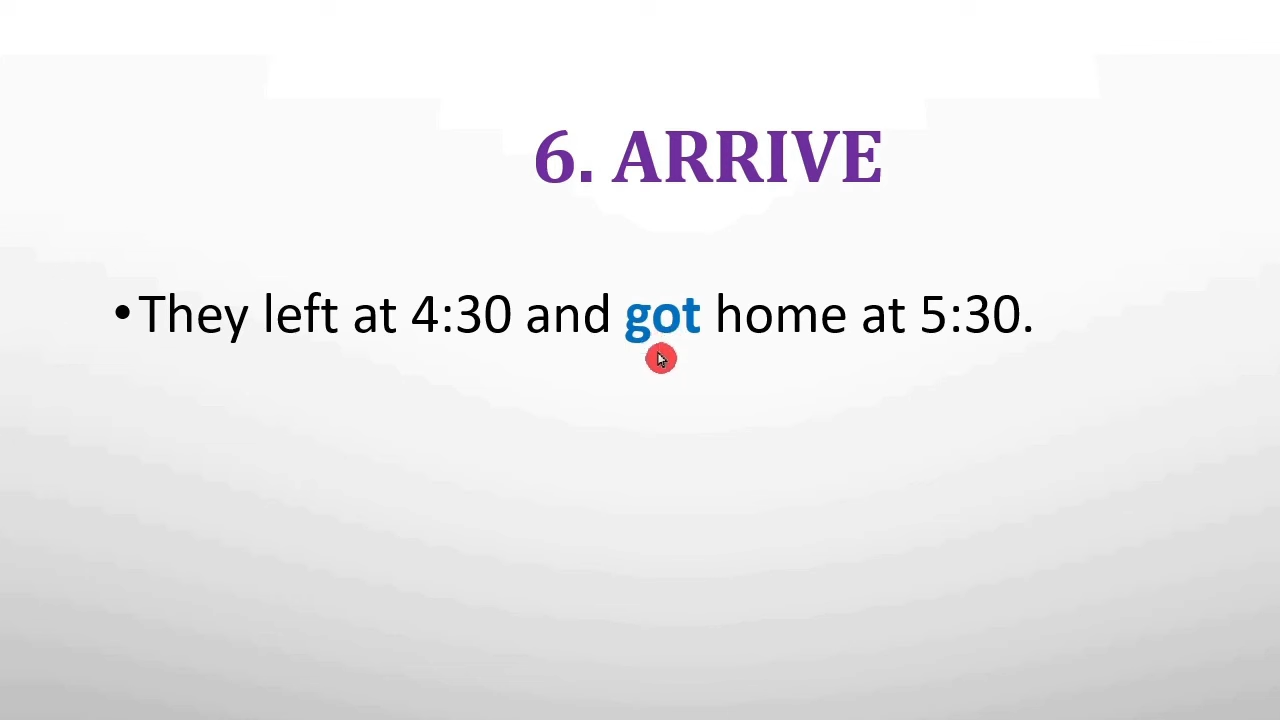 6. ARRIVE
•They left at 4:30 and got home at 5:30.